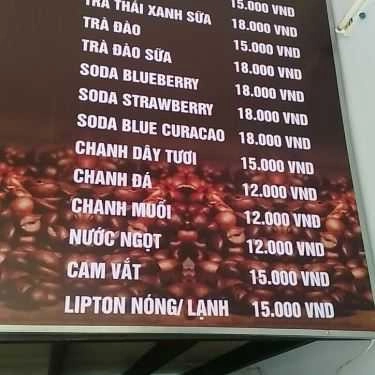 15.000 VND
TRÀ THÁI XANH SỮA 18.000 VND
TRÀ ĐÀO 15.000 VND
TRÀ ĐÀO SỮA 18.000 VND
SODA BLUEBERRY 18.000 VND
SODA STRAWBERRY 18.000 VND
SODA BLUE CURACAO 18.000 VND
CHANH DÂY TƯƠI 15.000 VND
CHANH ĐÁ 12.000 VND
CHANH MUỐI 12.000 VND
NƯỚC NGỌT 12.000 VND
CAM VẮT 15.000 VND
LIPTON NÓNG/ LẠNH 15.000 VND